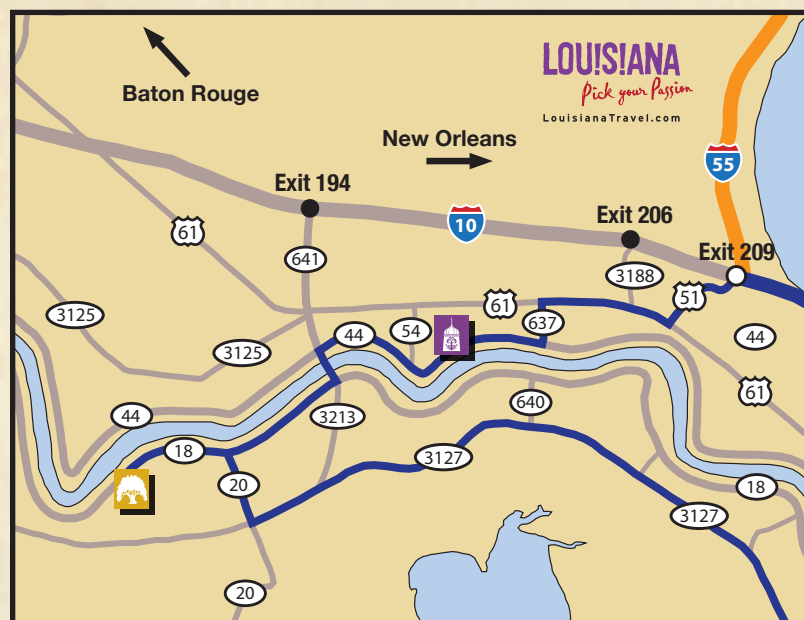 LOU!S!ANA
Pick your Passion
LouisianaTravel.com
Baton Rouge
New Orleans
55
Exit 194
Exit 206
61
10
641
Exit 209
3188
51
61
3125
44
54
637
44
3125
61
44
3213
640
18
3127
20
18
3127
20